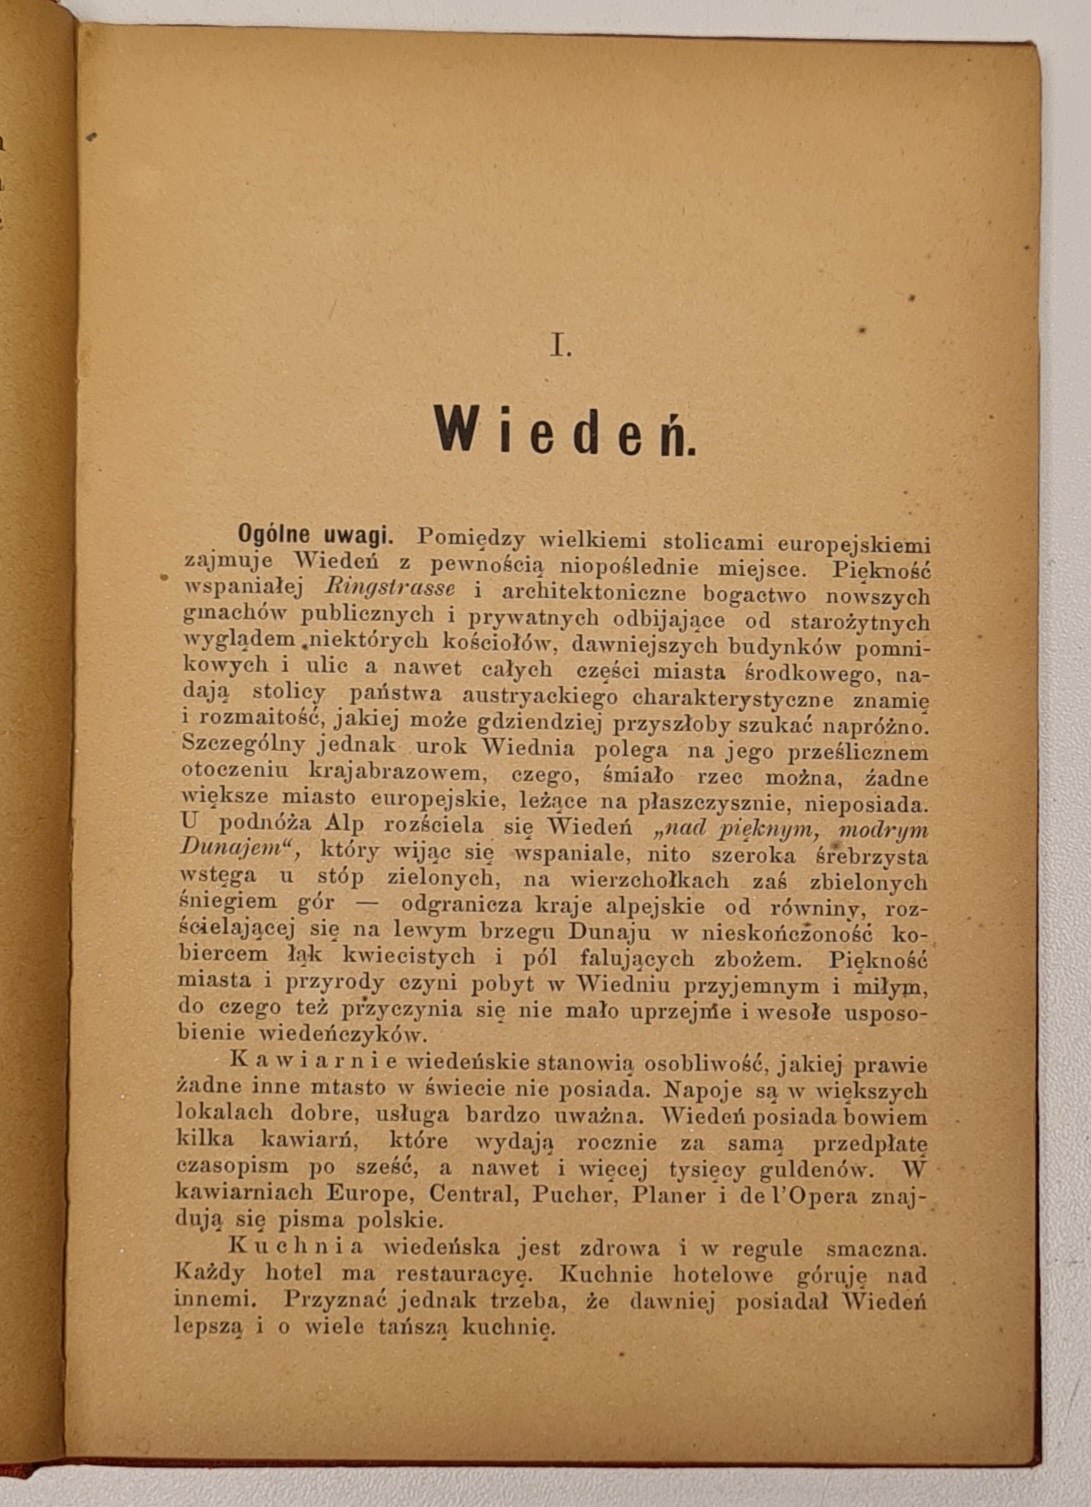 I.
Wiedeń.
Ogólne uwagi. Pomiędzy wielkiemi stolicami europejskiemi
zajmuje Wiedeń z pewnością niopoślednie miejsce. Piękność
wspaniałej Ringstrasse i architektoniczne bogactwo nowszych
gmachów publicznych i prywatnych odbijające od starożytnych
wyglądem niektórych kościołów, dawniejszych budynków pomni-
kowych i ulic a nawet całych części miasta środkowego, na-
dają stolicy państwa austryackiego charakterystyczne znamię
i rozmaitość, jakiej może gdziendziej przyszłoby szukać napróżno.
Szczególny jednak urok Wiednia polega na jego prześlicznem
otoczeniu krajabrazowem, czego, śmiało rzec można, żadne
większe miasto europejskie, leżące na płaszczysznie, nieposiada.
U podnóża Alp rozściela się Wiedeń „nad pięknym, modrym
Dunajem“, który wijąc się wspaniale, nito szeroka śrebrzysta
wstęga u stóp zielonych, na wierzchołkach zaś zbielonych
śniegiem gór — odgranicza kraje alpejskie od równiny, roz-
ścielającej się na lewym brzegu Dunaju w nieskończoność ko-
biercem łąk kwiecistych i pól falujących zbożem. Piękność
miasta i przyrody czyni pobyt w Wiedniu przyjemnym i miłym,
do czego też przyczynia się nie mało uprzejme i wesołe usposo-
bienie wiedeńczyków.
Kawiarnie wiedeńskie stanowią osobliwość, jakiej prawie
żadne inne mtasto w świecie nie posiada. Napoje są w większych
lokalach dobre, usługa bardzo uważna. Wiedeń posiada bowiem
kilka kawiarń, które wydają rocznie za samą przedpłatę
czasopism po sześć, a nawet i więcej tysięcy guldenów. W
kawiarniach Europe, Central, Pucher, Planer i de l'Opera znaj-
dują się pisma polskie.
Kuchnia wiedeńska jest zdrowa i w regule smaczna.
Każdy hotel ma restauracyę. Kuchnie hotelowe góruję nad
innemi. Przyznać jednak trzeba, że dawniej posiadał Wiedeń
lepszą i o wiele tańszą kuchnię.